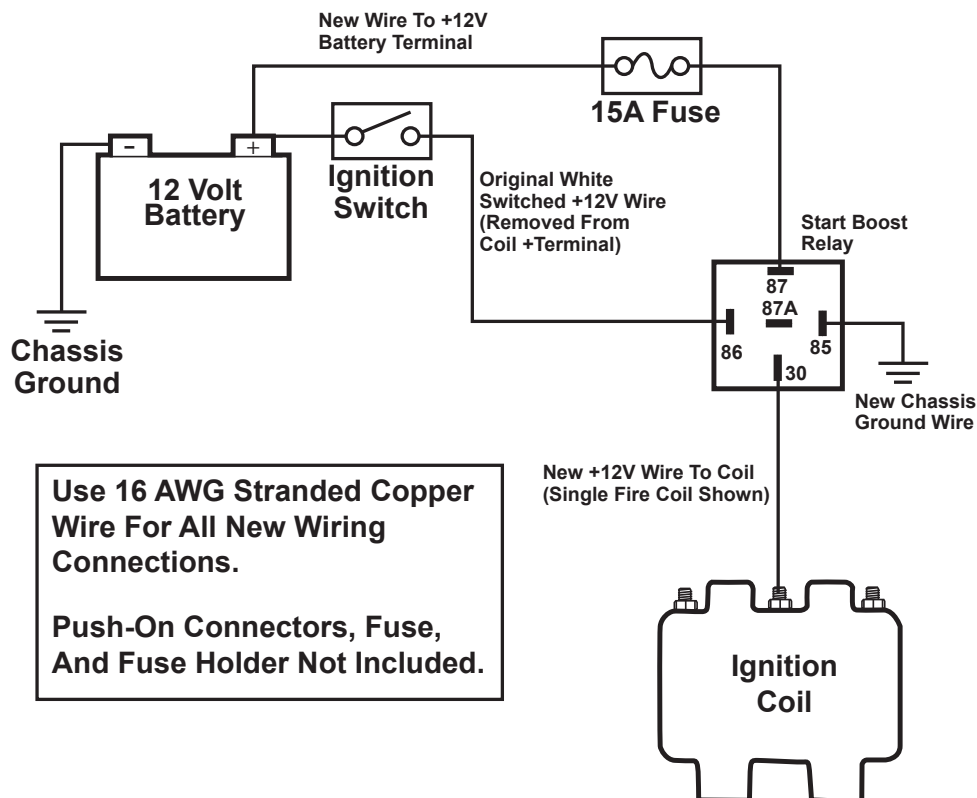 New Wire To +12V
Battery Terminal
15A Fuse
-
+
12 Volt
Battery
Ignition
Switch
Original White
Switched +12V Wire
(Removed From
Coil +Terminal)
Start Boost
Relay
87
87A
86
85
30
Chassis
Ground
New Chassis
Ground Wire
New +12V Wire To Coil
(Single Fire Coil Shown)
Use 16 AWG Stranded Copper
Wire For All New Wiring
Connections.
Push-On Connectors, Fuse,
And Fuse Holder Not Included.
Ignition
Coil